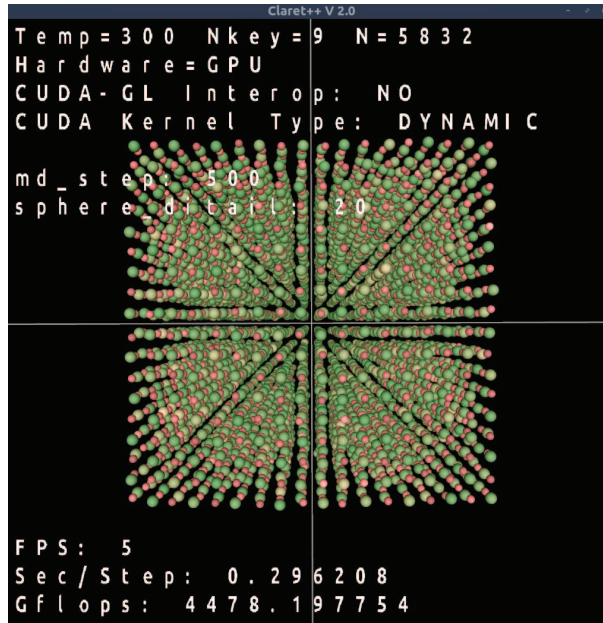 Claret++ V 2.0
Temp=300 Nkey=9 N=5832
Hardware=GPU
CUDA-GL Interop: NO
CUDA Kernel Type: DYNAMIC
md_step: 500
sphere_ditail: 20
FPS: 5
Sec/Step: 0.296208
Gflops: 4478.197754